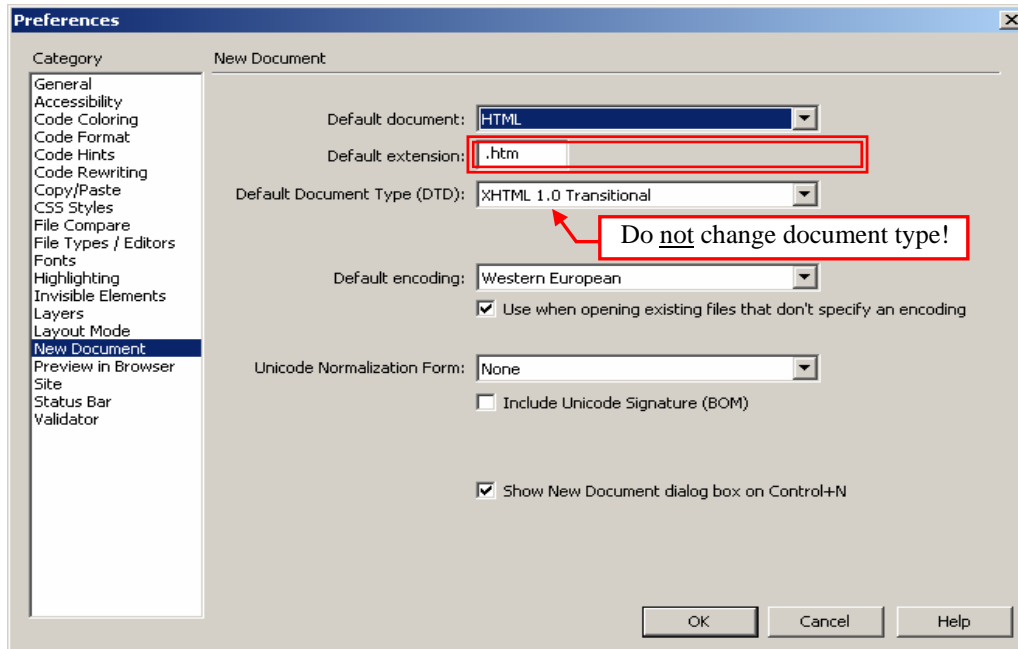 Preferences
Category
General
Accessibility
Code Coloring
Code Format
Code Hints
Code Rewriting
Copy/Paste
CSS Styles
File Compare
File Types / Editors
Fonts
Highlighting
Invisible Elements
Layers
Layout Mode
New Document
Preview in Browser
Site
Status Bar
Validator
New Document
Default document: HTML
Default extension: .htm
Default Document Type (DTD): XHTML 1.0 Transitional
Do not change document type!
Default encoding: Western European
Use when opening existing files that don't specify an encoding
Unicode Normalization Form: None
Include Unicode Signature (BOM)
Show New Document dialog box on Control+N
OK Cancel Help